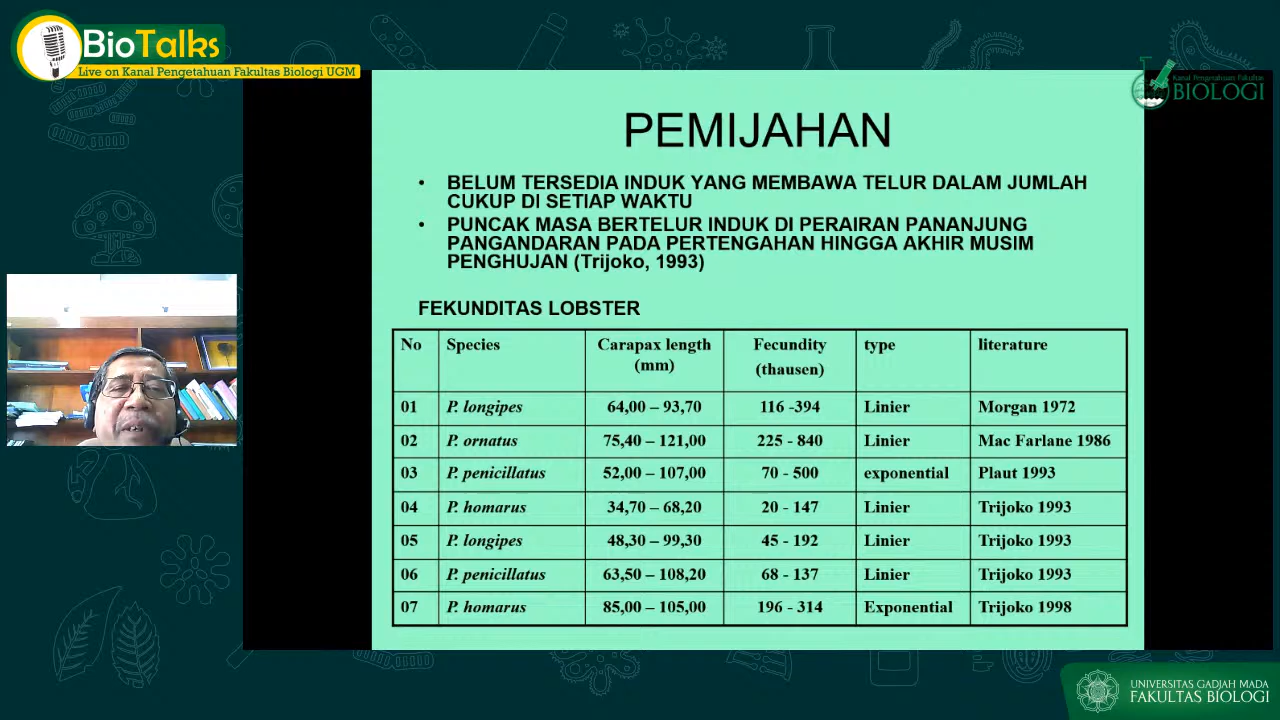 BioTalks
Live on Kanal Pengetahuan Fakultas Biologi UGM
Kanal Pengetahuan Fakultas
BIOLOGI
PEMIJAHAN
• BELUM TERSEDIA INDUK YANG MEMBAWA TELUR DALAM JUMLAH
CUKUP DI SETIAP WAKTU
• PUNCAK MASA BERTELUR INDUK DI PERAIRAN PANANJUNG
PANGANDARAN PADA PERTENGAHAN HINGGA AKHIR MUSIM
PENGHUJAN (Trijoko, 1993)
FEKUNDITAS LOBSTER
No Species Carapax length (mm) Fecundity (thausen) type literature
01 P. longipes 64,00 – 93,70 116 -394 Linier Morgan 1972
02 P. ornatus 75,40 – 121,00 225 - 840 Linier Mac Farlane 1986
03 P. penicillatus 52,00 – 107,00 70 - 500 exponential Plaut 1993
04 P. homarus 34,70 – 68,20 20 - 147 Linier Trijoko 1993
05 P. longipes 48,30 – 99,30 45 - 192 Linier Trijoko 1993
06 P. penicillatus 63,50 – 108,20 68 - 137 Linier Trijoko 1993
07 P. homarus 85,00 – 105,00 196 - 314 Exponential Trijoko 1998
UNIVERSITAS GADJAH MADA
FAKULTAS BIOLOGI